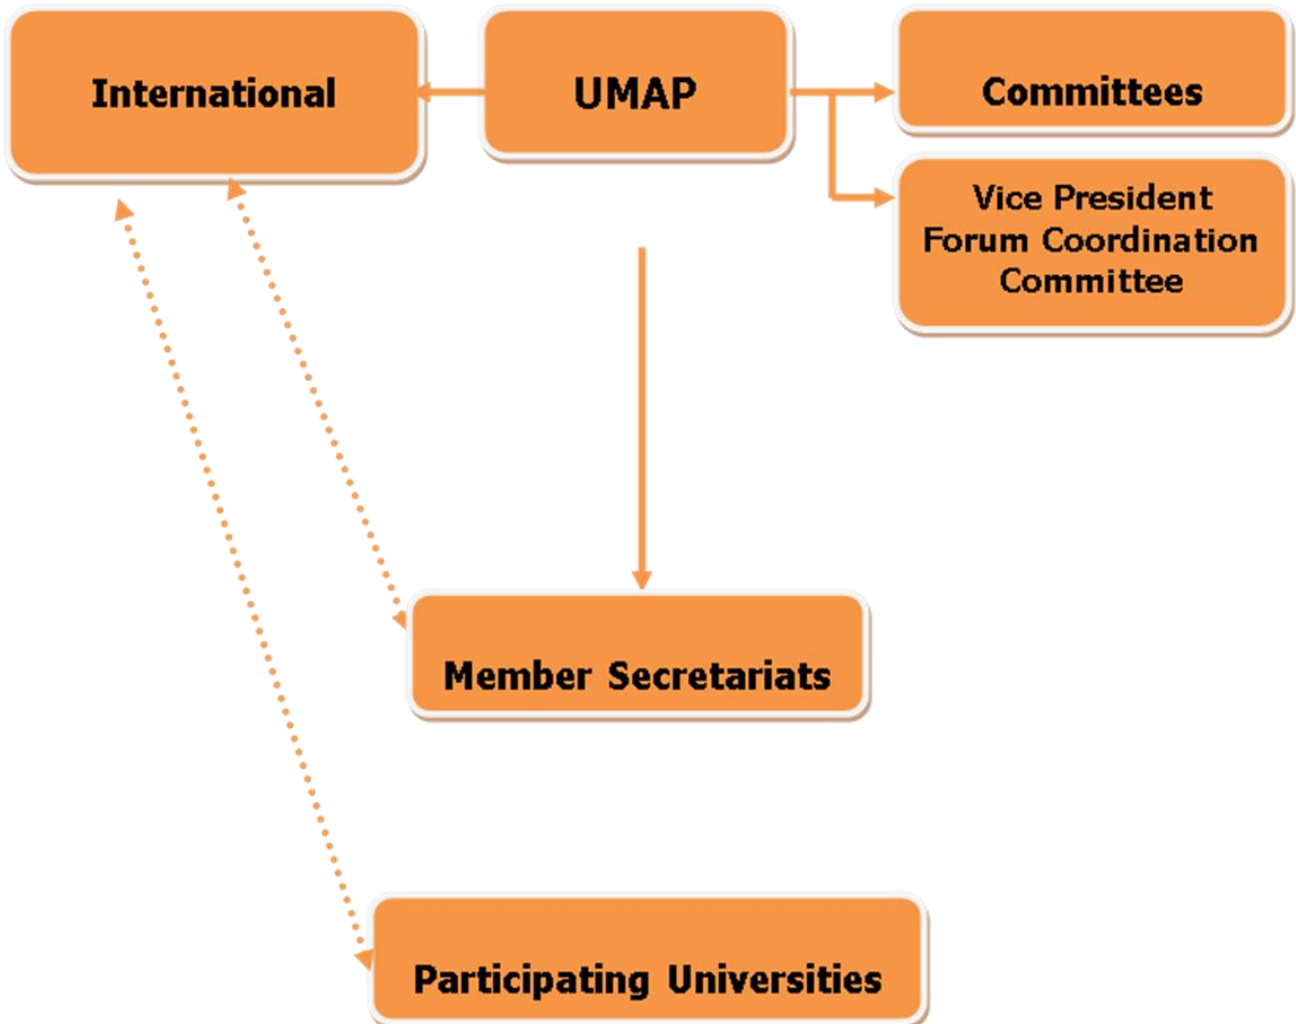 International
UMAP
Committees
Vice President
Forum Coordination
Committee
Member Secretariats
Participating Universities